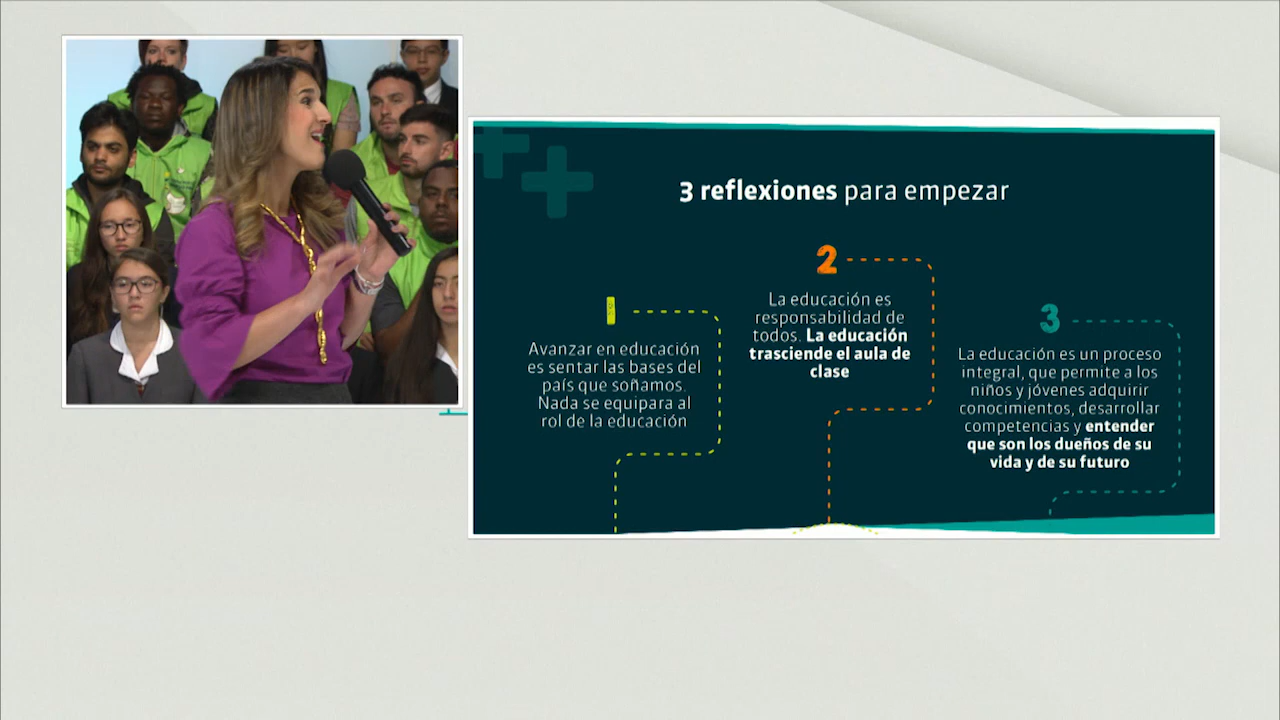 3 reflexiones para empezar
1
Avanzar en educación
es sentar las bases del
país que soñamos.
Nada se equipara al
rol de la educación
2
La educación es
responsabilidad de
todos. La educación
trasciende el aula de
clase
3
La educación es un proceso
integral, que permite a los
niños y jóvenes adquirir
conocimientos, desarrollar
competencias y entender
que son los dueños de su
vida y de su futuro